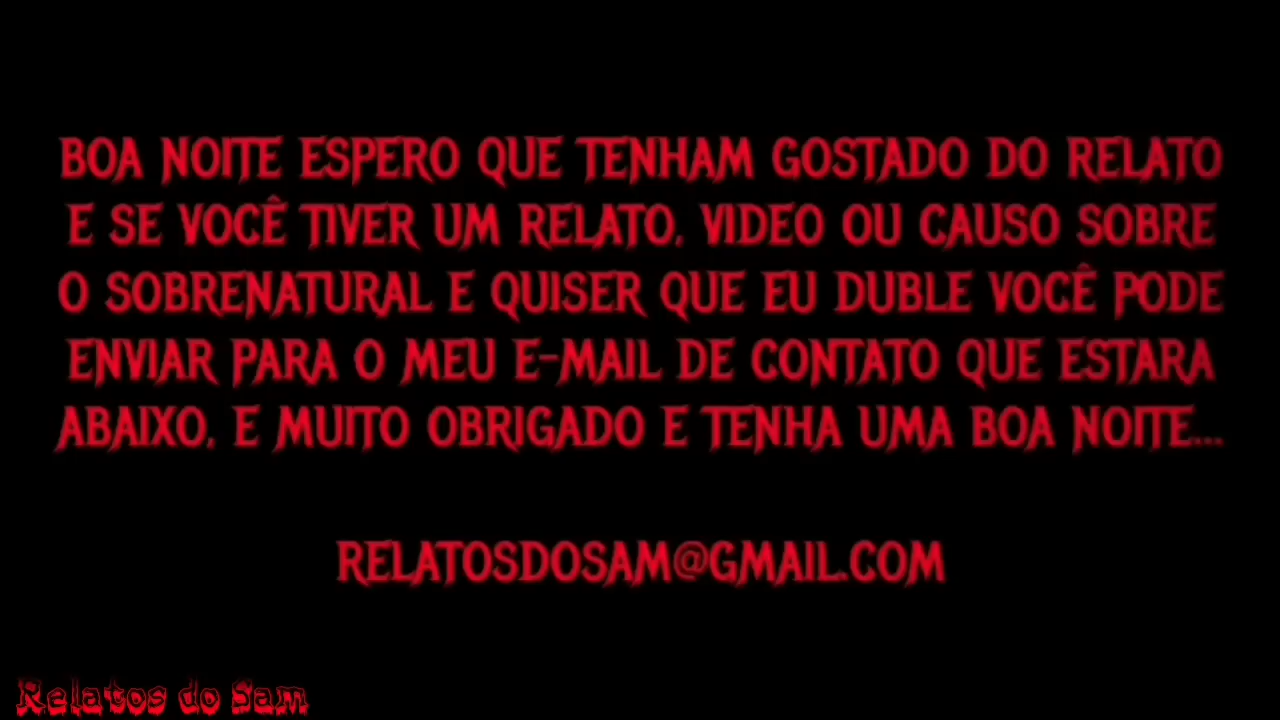 BOA NOITE ESPERO QUE TENHAM GOSTADO DO RELATO
E SE VOCÊ TIVER UM RELATO, VIDEO OU CAUSO SOBRE
O SOBRENATURAL E QUISER QUE EU DUBLE VOCÊ PODE
ENVIAR PARA O MEU E-MAIL DE CONTATO QUE ESTARA
ABAIXO, E MUITO OBRIGADO E TENHA UMA BOA NOITE...
RELATOSDOSAM@GMAIL.COM
Relatos do Sam